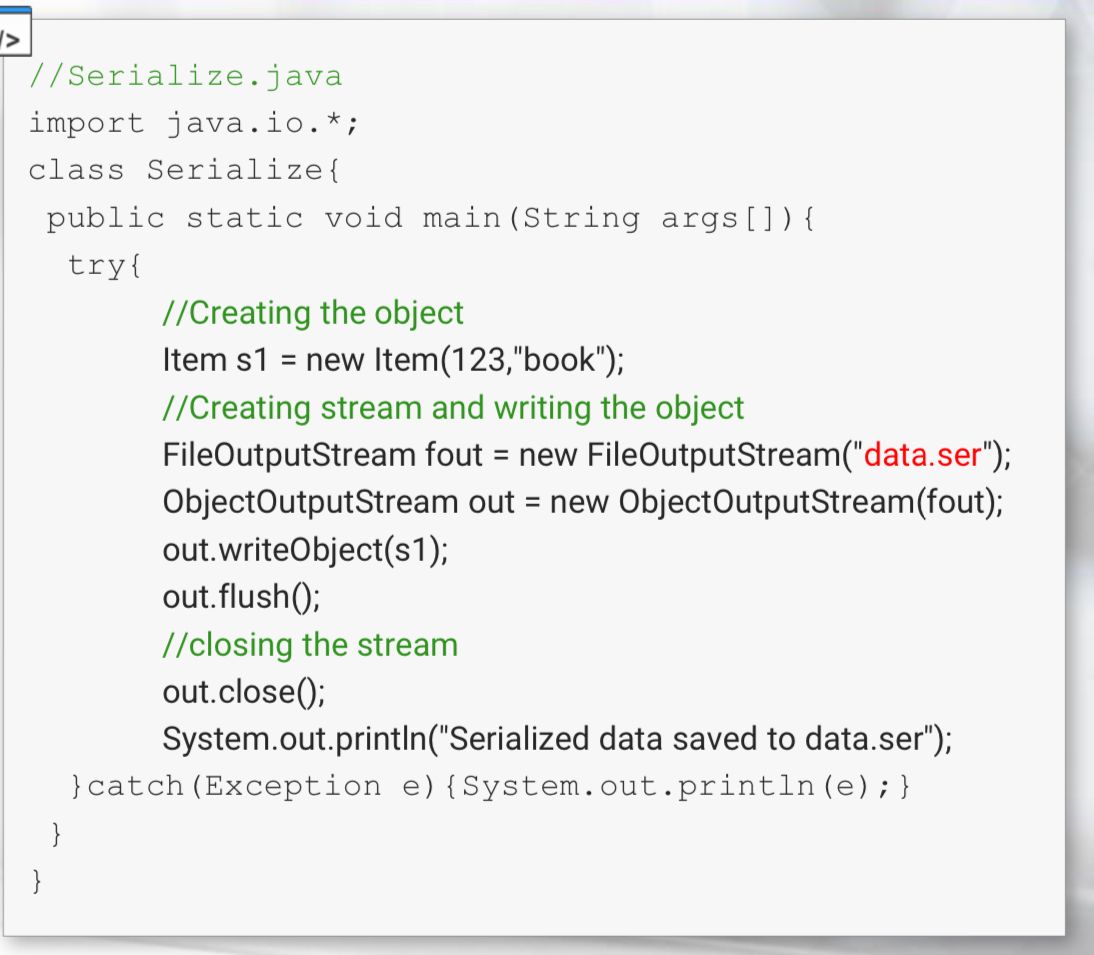 />
//Serialize.java
import java.io.*;
class Serialize{
public static void main(String args[]){
try{
//Creating the object
Item s1 = new Item(123,"book");
//Creating stream and writing the object
FileOutputStream fout = new FileOutputStream("data.ser");
ObjectOutputStream out = new ObjectOutputStream(fout);
out.writeObject(s1);
out.flush();
//closing the stream
out.close();
System.out.println("Serialized data saved to data.ser");
}catch(Exception e){System.out.println(e);}
}
}